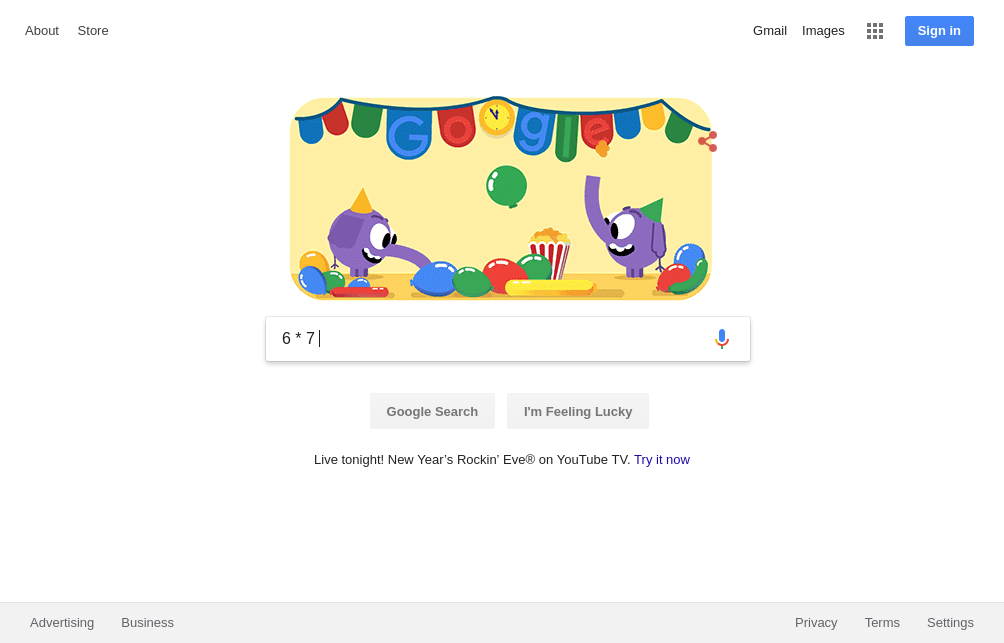 About Store
Gmail Images Sign in
Google
6 * 7
Google Search I'm Feeling Lucky
Live tonight! New Year’s Rockin’ Eve® on YouTube TV. Try it now
Advertising Business
Privacy Terms Settings